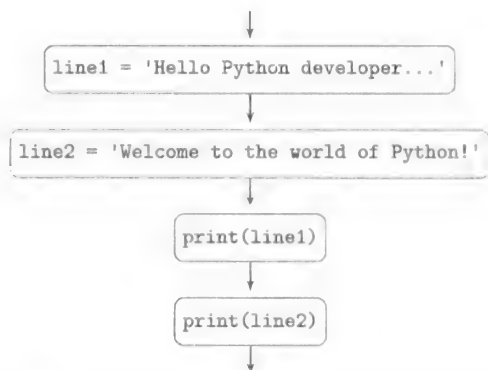 line1 = 'Hello Python developer...'
line2 = 'Welcome to the world of Python!'
print(line1)
print(line2)